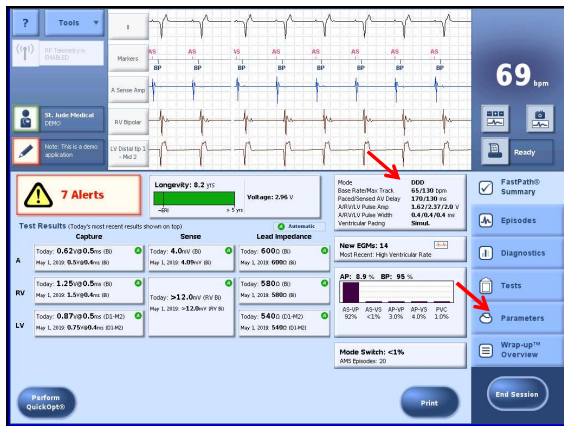 ?
Tools
I
((ı))
RF Telemetry is
ENABLED
Markers
AS AS AS AS AS AS AS
BP BP BP BP BP BP BP
A Sense Amp
69 bpm
St. Jude Medical
DEMO
RV Bipolar
Note: This is a demo
application
LV Distal tip 1
- Mid 2
Ready
7 Alerts
Longevity: 8.2 yrs
Voltage: 2.96 V
ERI
> 5 yrs
Mode DDD
Base Rate/Max Track 65/130 bpm
Paced/Sensed AV Delay 170/130 ms
A/RV/LV Pulse Amp 1.62/2.37/2.0 V
A/RV/LV Pulse Width 0.4/0.4/0.4 ms
Ventricular Pacing Simul.
FastPath®
Summary
Test Results (Today's most recent results shown on top)
A Automatic
Capture
Sense
Lead Impedance
New EGMs: 14
Most Recent: High Ventricular Rate
Episodes
A
Today: 0.62V@0.5ms (Bi) A
May 1, 2019: 0.5V@0.4ms (Bi)
Today: 4.0mV (Bi) A
May 1, 2019: 4.09mV (Bi)
Today: 600Ω (Bi) A
May 1, 2019: 600Ω (Bi)
Diagnostics
RV
Today: 1.25V@0.5ms (Bi) A
May 1, 2019: 1.5V@0.4ms (Bi)
Today: >12.0mV (RV Bi) A
May 1, 2019: >12.0mV (RV Bi)
Today: 580Ω (Bi) A
May 1, 2019: 580Ω (Bi)
AP: 8.9 % BP: 95 %
AS-VP AS-VS AP-VP AP-VS PVC
92% <1% 3.0% 4.0% 1.0%
Tests
LV
Today: 0.87V@0.5ms (D1-M2) A
May 1, 2019: 0.75V@0.4ms (D1-M2)
Today: 540Ω (D1-M2) A
May 1, 2019: 540Ω (D1-M2)
Parameters
Mode Switch: <1%
AMS Episodes: 20
Wrap-up™
Overview
Perform
QuickOpt®
Print
End Session